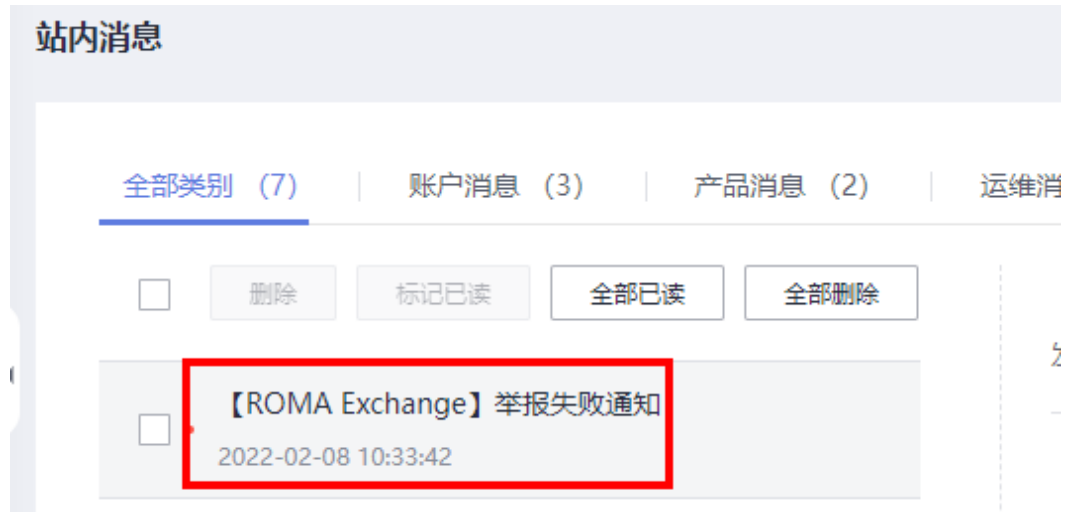 站内消息
全部类别 (7) 账户消息 (3) 产品消息 (2) 运维消
删除 标记已读 全部已读 全部删除
【ROMA Exchange】举报失败通知
2022-02-08 10:33:42